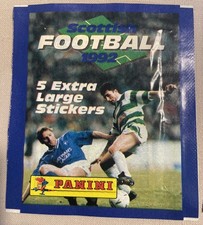 Scottish
FOOTBALL
1992
5 Extra
Large
Stickers
PANINI